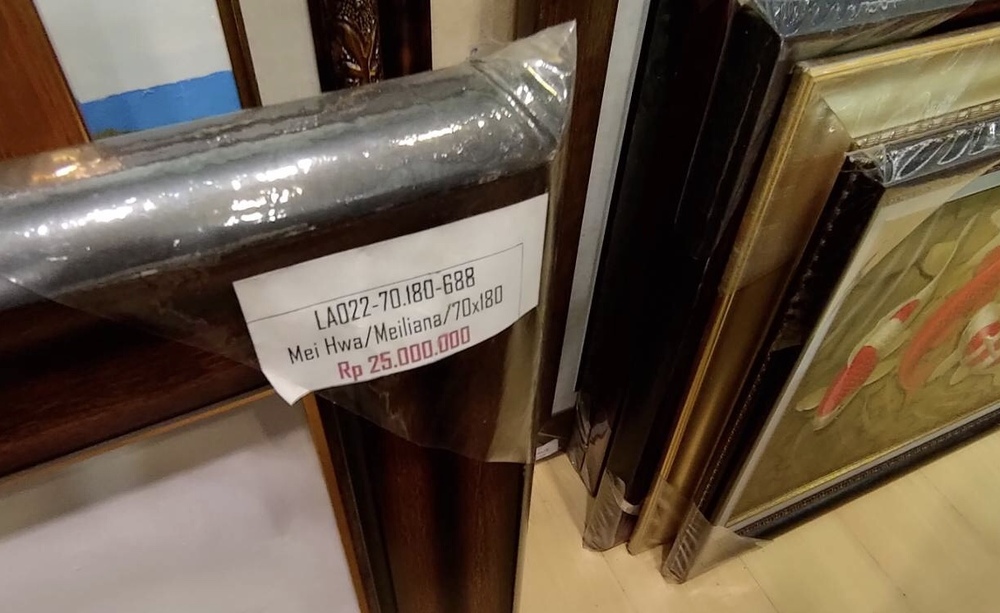 LA022-70.180-688
Mei Hwa/Meiliana/70x180
Rp 25.000.000